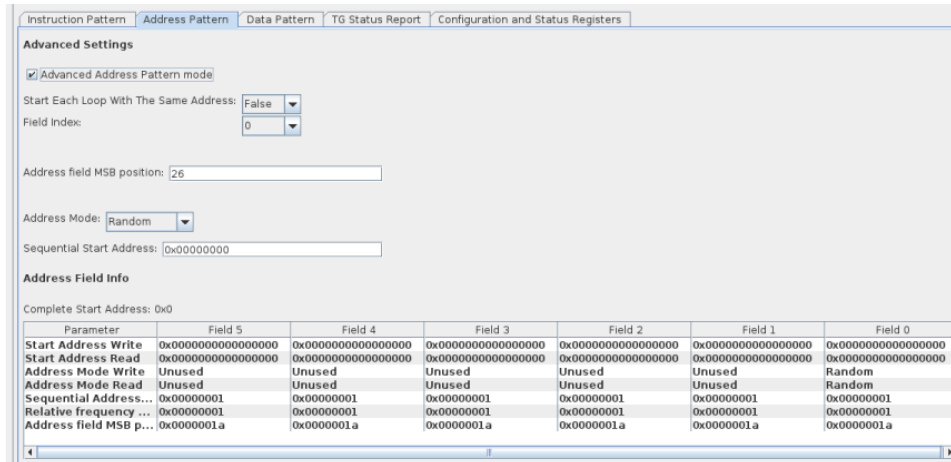 Instruction Pattern Address Pattern Data Pattern TG Status Report Configuration and Status Registers
Advanced Settings
Advanced Address Pattern mode
Start Each Loop With The Same Address: False
Field Index: 0
Address field MSB position: 26
Address Mode: Random
Sequential Start Address: 0x00000000
Address Field Info
Complete Start Address: 0x0
Parameter Field 5 Field 4 Field 3 Field 2 Field 1 Field 0
Start Address Write 0x0000000000000000 0x0000000000000000 0x0000000000000000 0x0000000000000000 0x0000000000000000 0x0000000000000000
Start Address Read 0x0000000000000000 0x0000000000000000 0x0000000000000000 0x0000000000000000 0x0000000000000000 0x0000000000000000
Address Mode Write Unused Unused Unused Unused Unused Random
Address Mode Read Unused Unused Unused Unused Unused Random
Sequential Address... 0x00000001 0x00000001 0x00000001 0x00000001 0x00000001 0x00000001
Relative frequency ... 0x00000001 0x00000001 0x00000001 0x00000001 0x00000001 0x00000001
Address field MSB p... 0x0000001a 0x0000001a 0x0000001a 0x0000001a 0x0000001a 0x0000001a